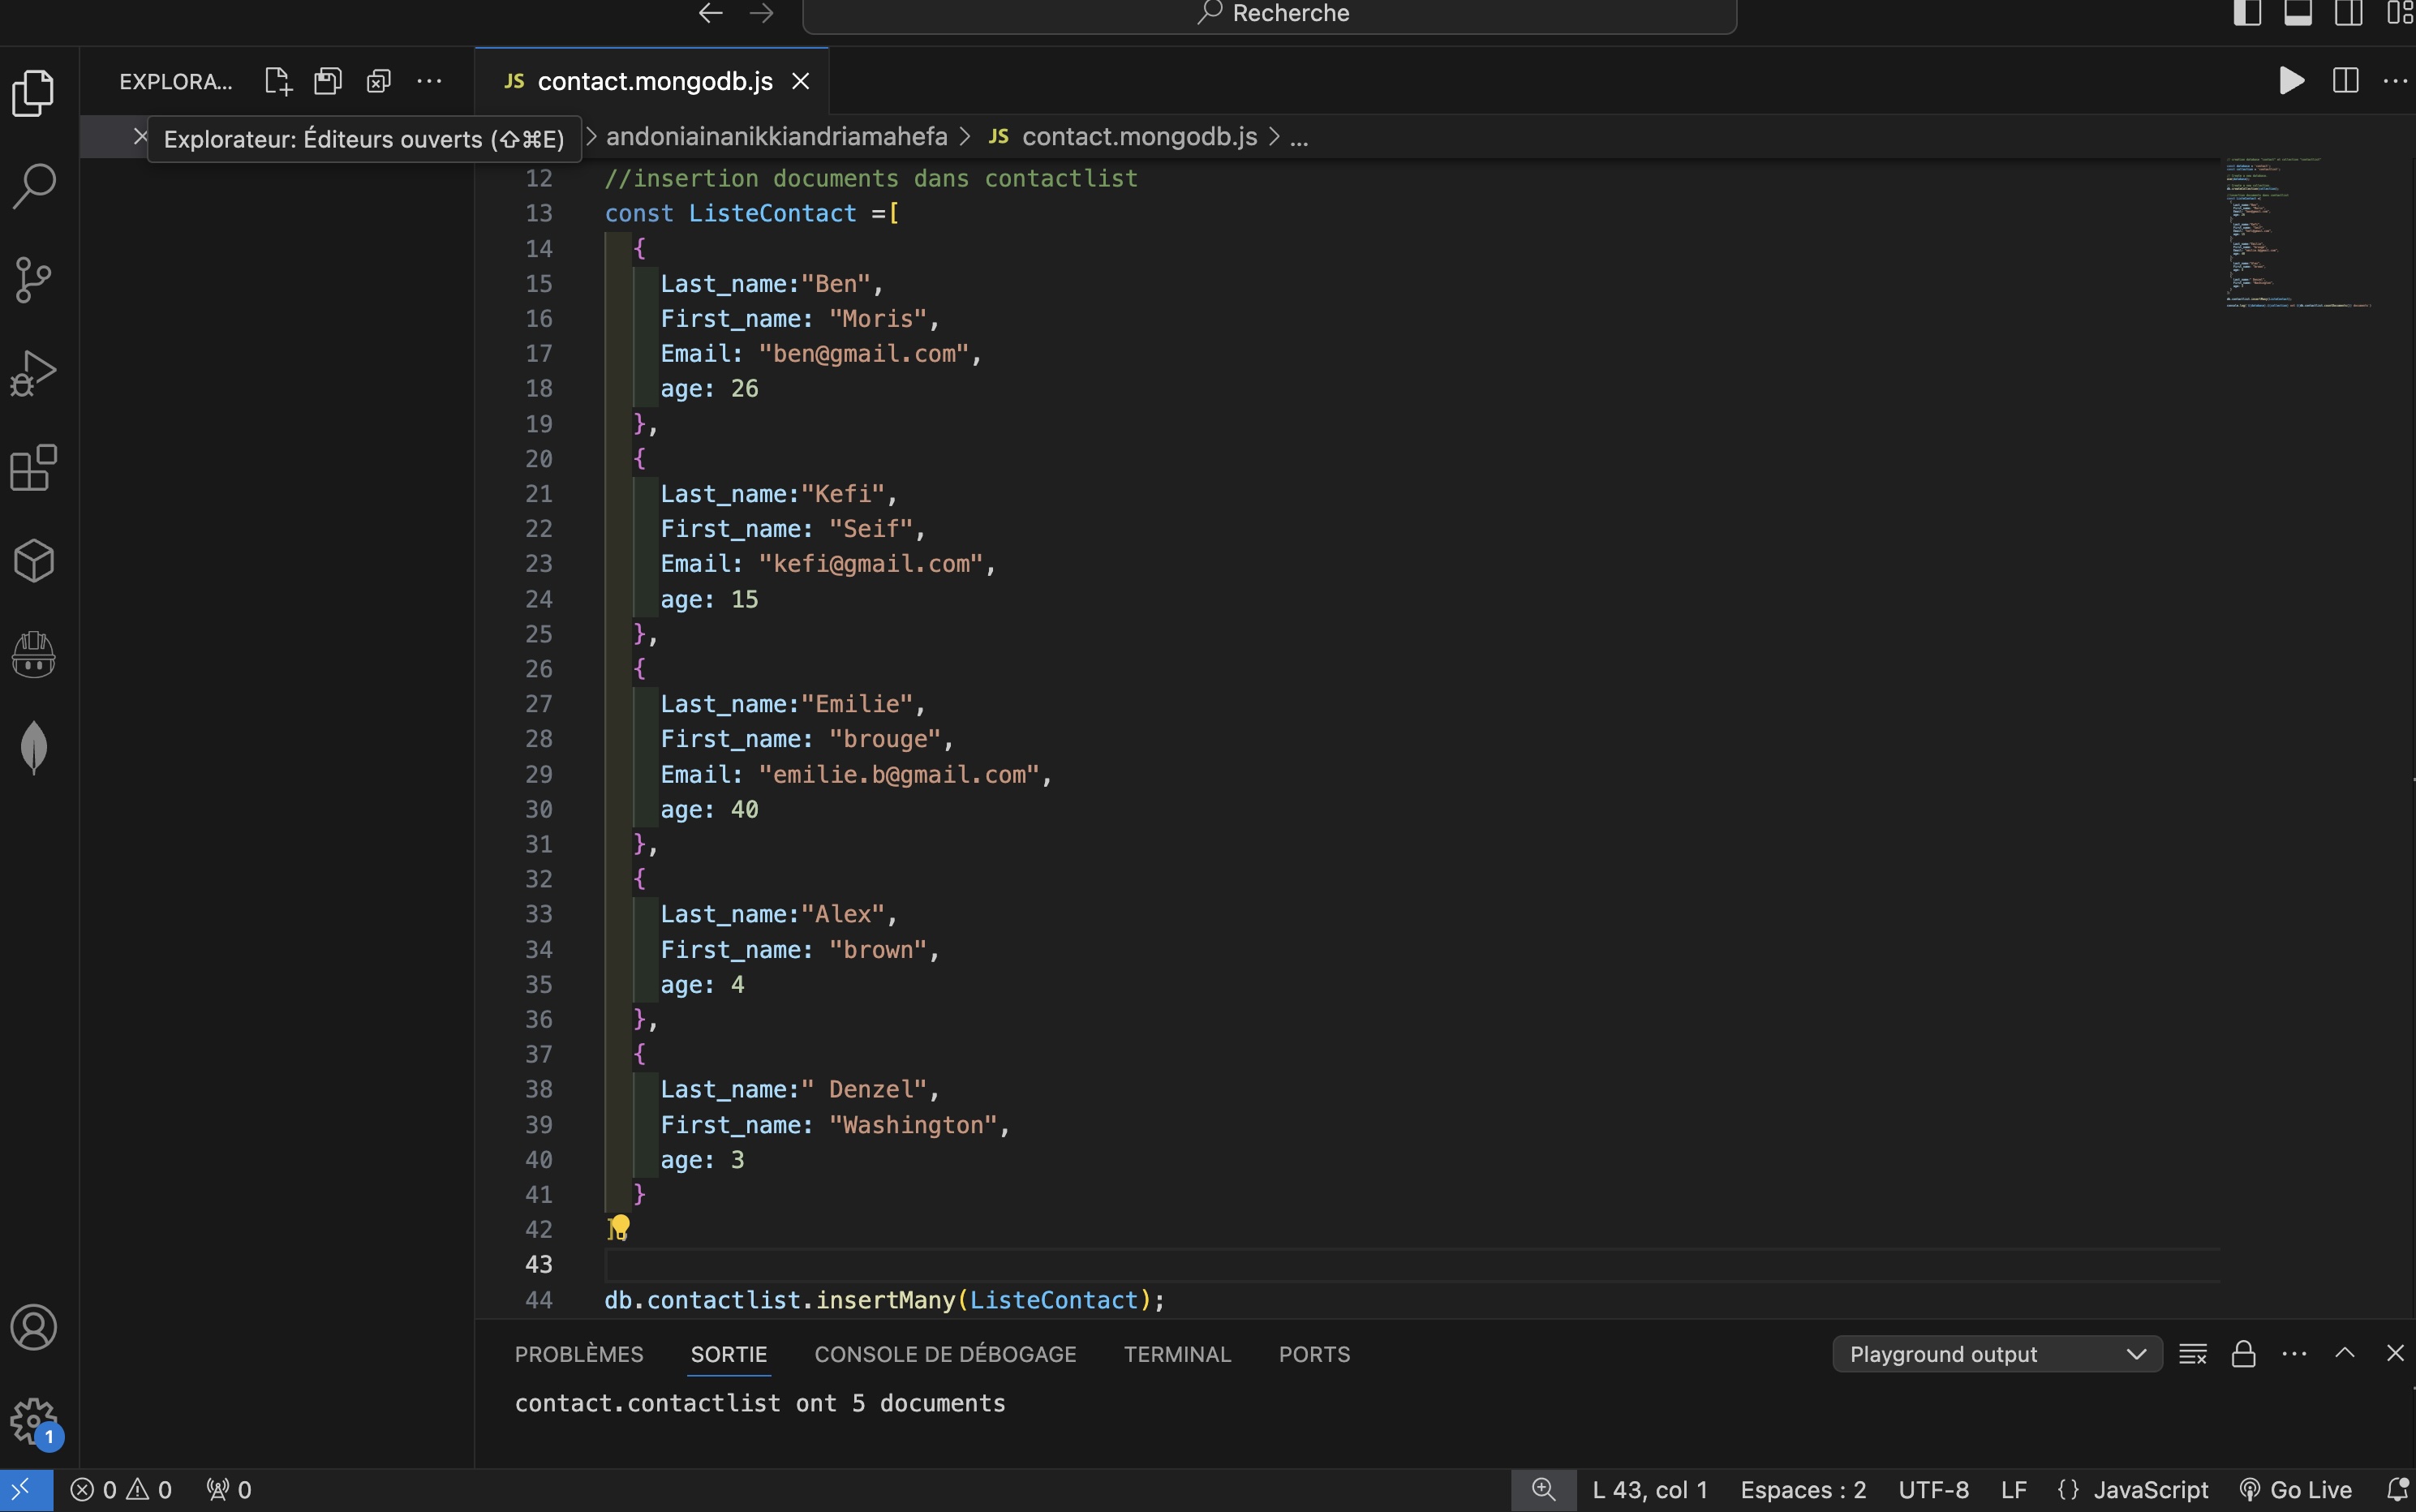 Recherche
EXPLORA...
JS contact.mongodb.js
Explorateur: Éditeurs ouverts (⇧⌘E)
andoniainanikkiandriamahefa > JS contact.mongodb.js > ...
12 //insertion documents dans contactlist
13 const ListeContact =[
14 {
15 Last_name:"Ben",
16 First_name: "Moris",
17 Email: "ben@gmail.com",
18 age: 26
19 },
20 {
21 Last_name:"Kefi",
22 First_name: "Seif",
23 Email: "kefi@gmail.com",
24 age: 15
25 },
26 {
27 Last_name:"Emilie",
28 First_name: "brouge",
29 Email: "emilie.b@gmail.com",
30 age: 40
31 },
32 {
33 Last_name:"Alex",
34 First_name: "brown",
35 age: 4
36 },
37 {
38 Last_name:" Denzel",
39 First_name: "Washington",
40 age: 3
41 }
42 ]
43
44 db.contactlist.insertMany(ListeContact);
PROBLÈMES SORTIE CONSOLE DE DÉBOGAGE TERMINAL PORTS Playground output
contact.contactlist ont 5 documents
1
0 0 0 L 43, col 1 Espaces : 2 UTF-8 LF {} JavaScript Go Live